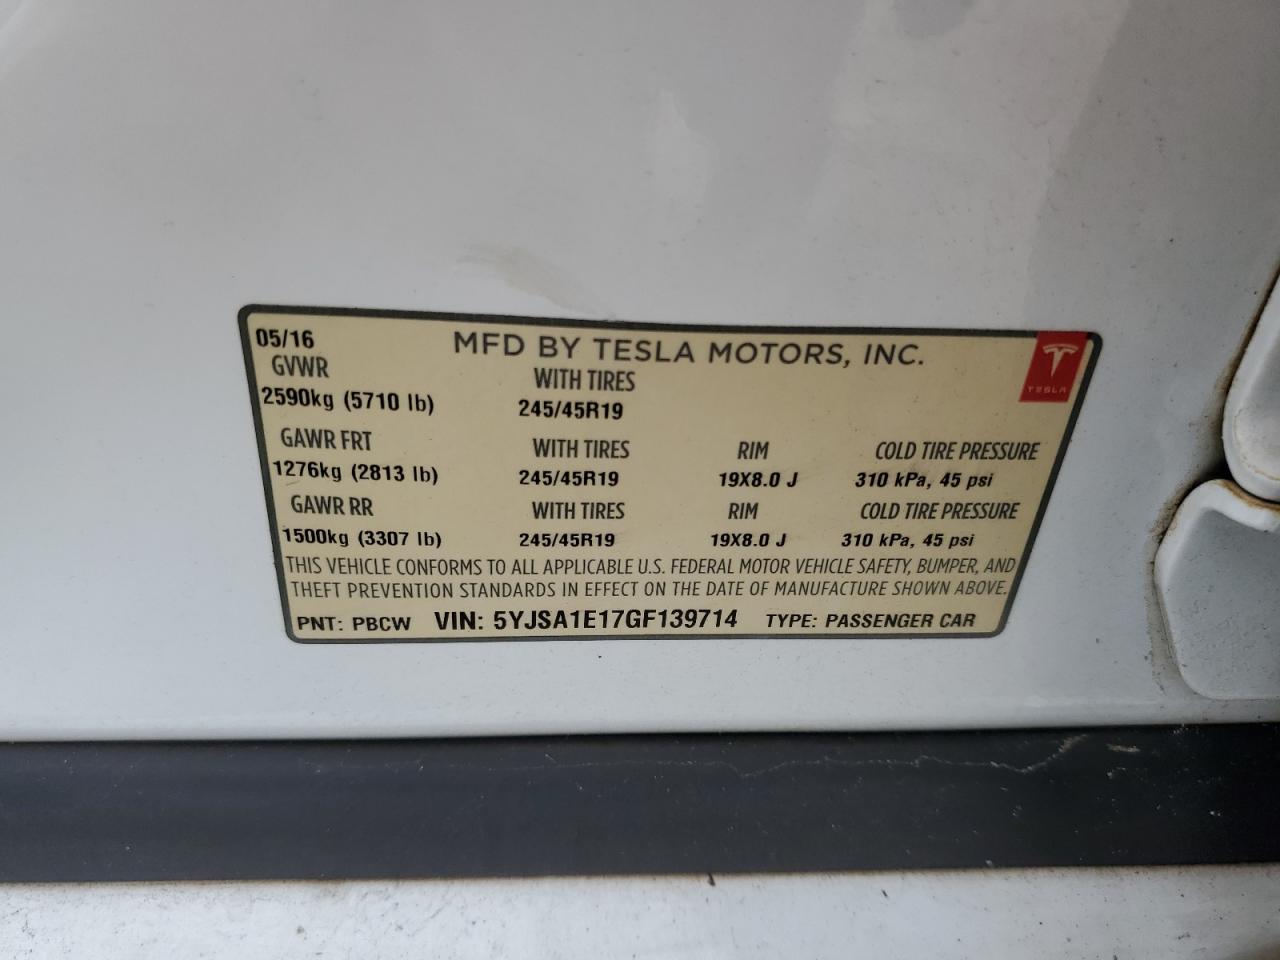 05/16 MFD BY TESLA MOTORS, INC.
GVWR WITH TIRES
2590kg (5710 lb) 245/45R19
TESLA
GAWR FRT WITH TIRES RIM COLD TIRE PRESSURE
1276kg (2813 lb) 245/45R19 19X8.0 J 310 kPa, 45 psi
GAWR RR WITH TIRES RIM COLD TIRE PRESSURE
1500kg (3307 lb) 245/45R19 19X8.0 J 310 kPa, 45 psi
THIS VEHICLE CONFORMS TO ALL APPLICABLE U.S. FEDERAL MOTOR VEHICLE SAFETY, BUMPER, AND
THEFT PREVENTION STANDARDS IN EFFECT ON THE DATE OF MANUFACTURE SHOWN ABOVE.
PNT: PBCW VIN: 5YJSA1E17GF139714 TYPE: PASSENGER CAR